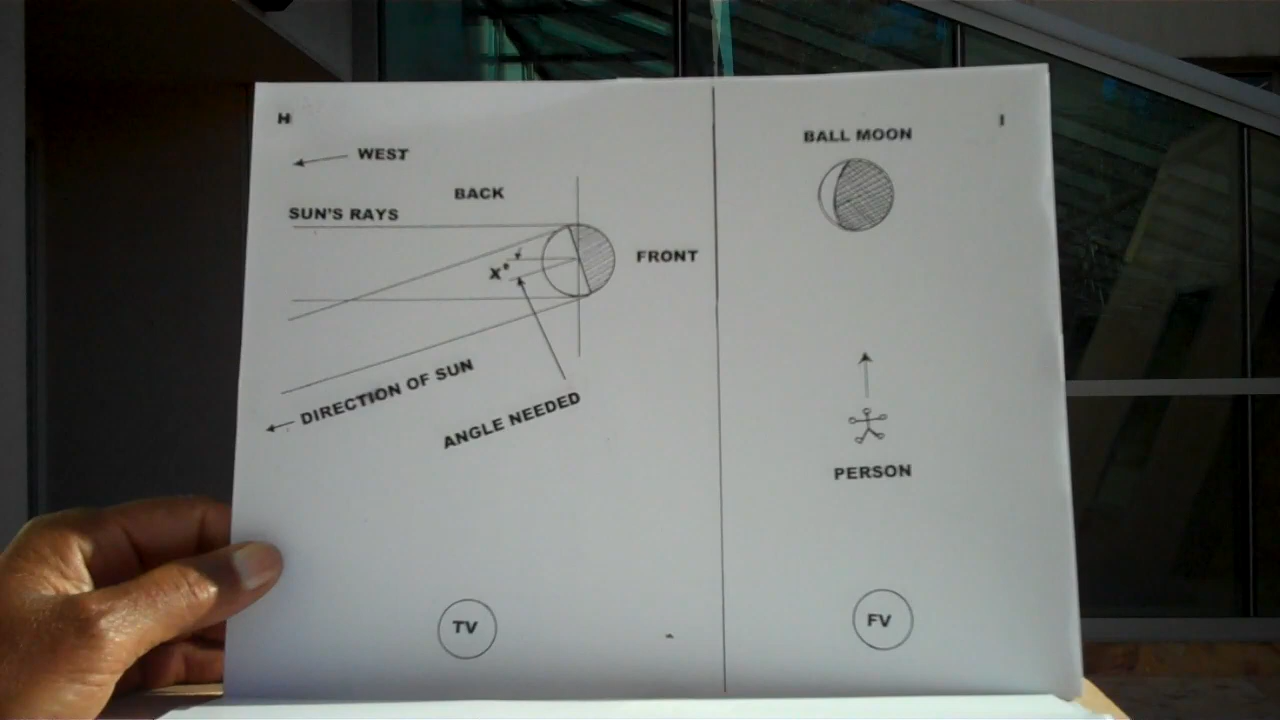 H
WEST
BACK
SUN'S RAYS
X°
FRONT
DIRECTION OF SUN
ANGLE NEEDED
TV
I
BALL MOON
PERSON
FV